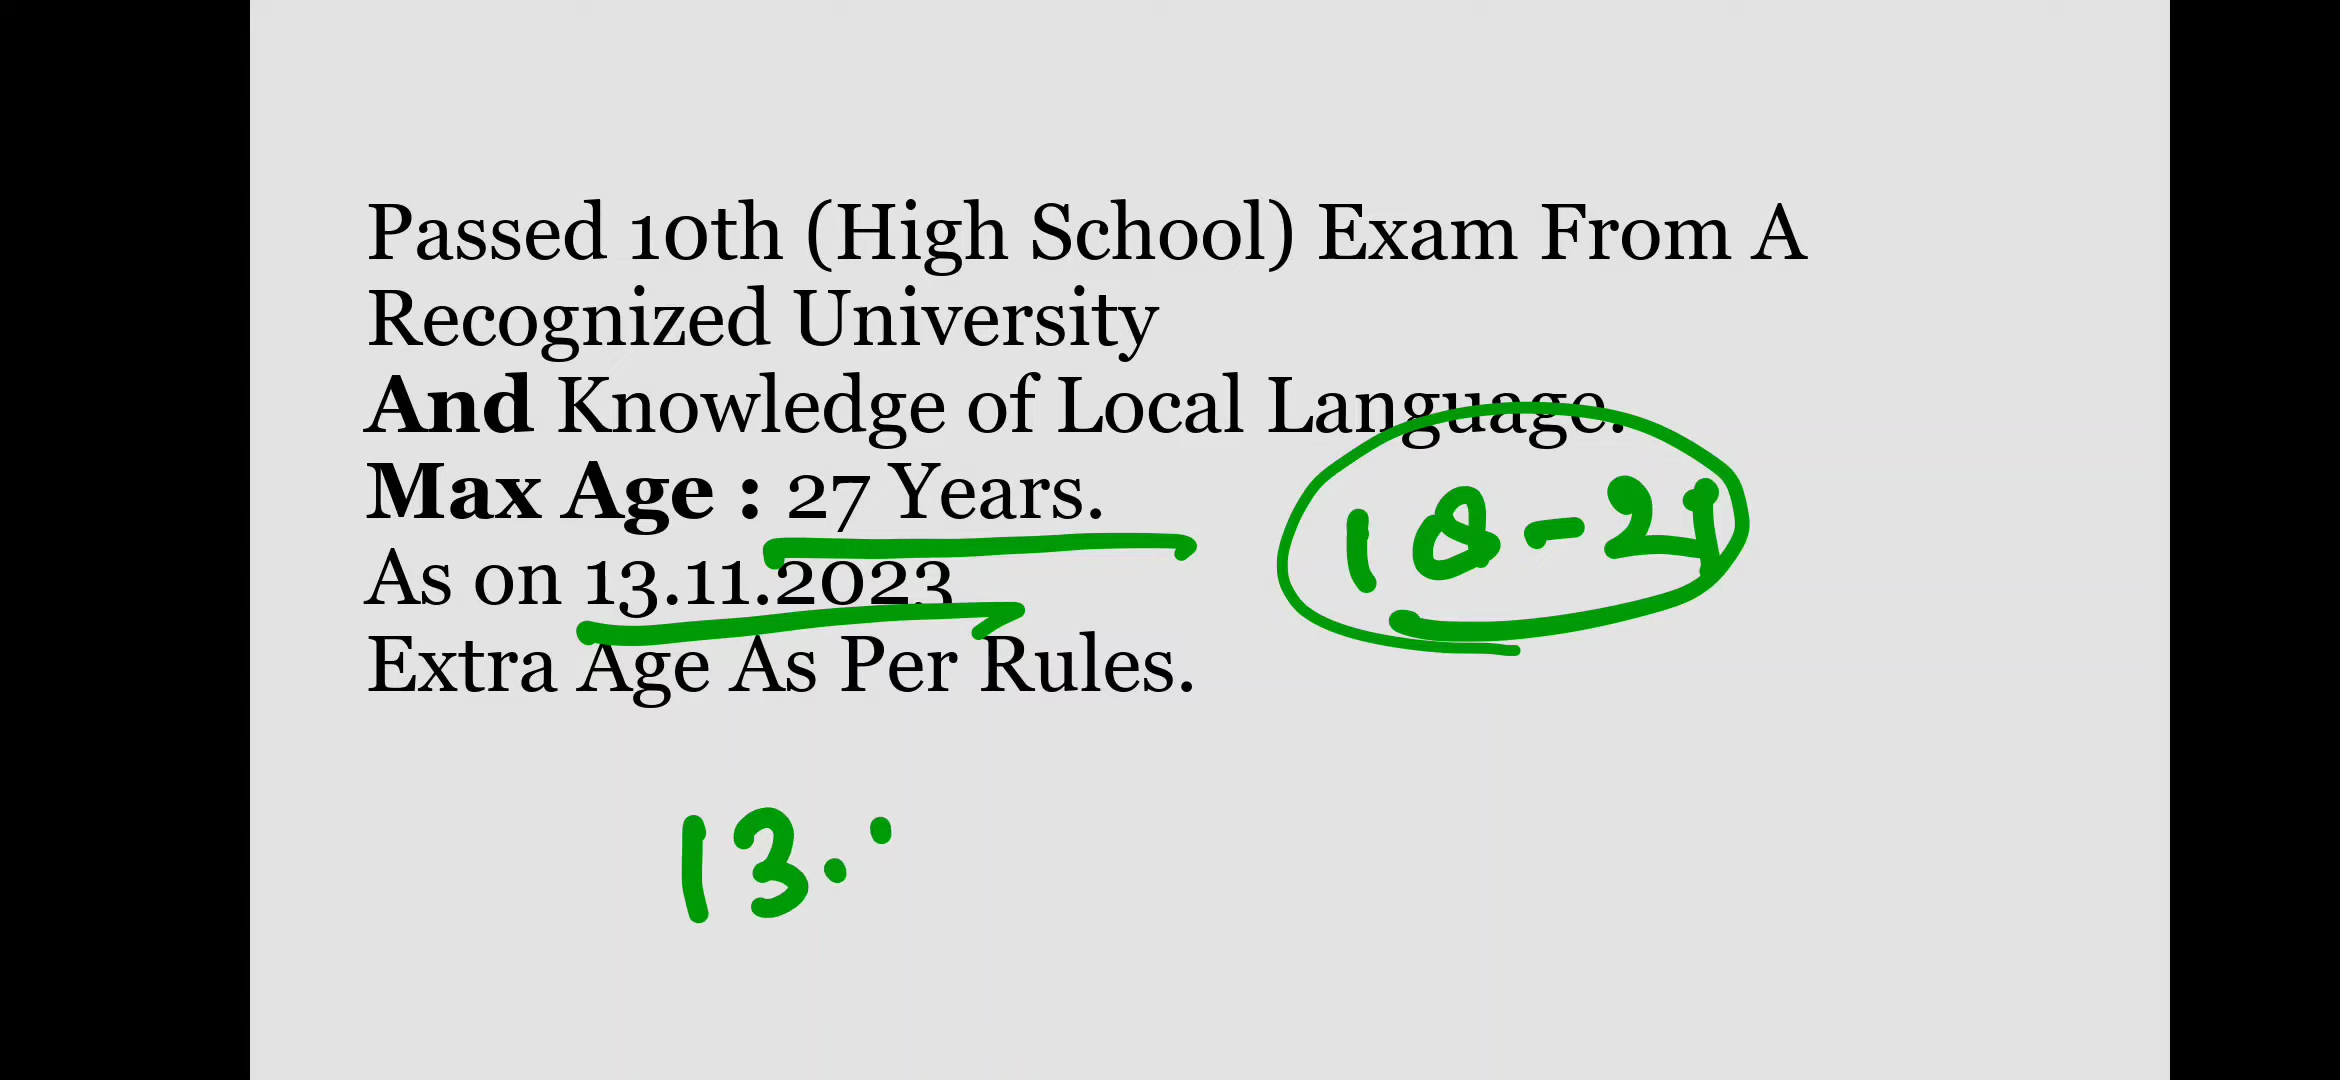 Passed 10th (High School) Exam From A
Recognized University
And Knowledge of Local Language.
Max Age : 27 Years.
18-21
As on 13.11.2023
Extra Age As Per Rules.
13..